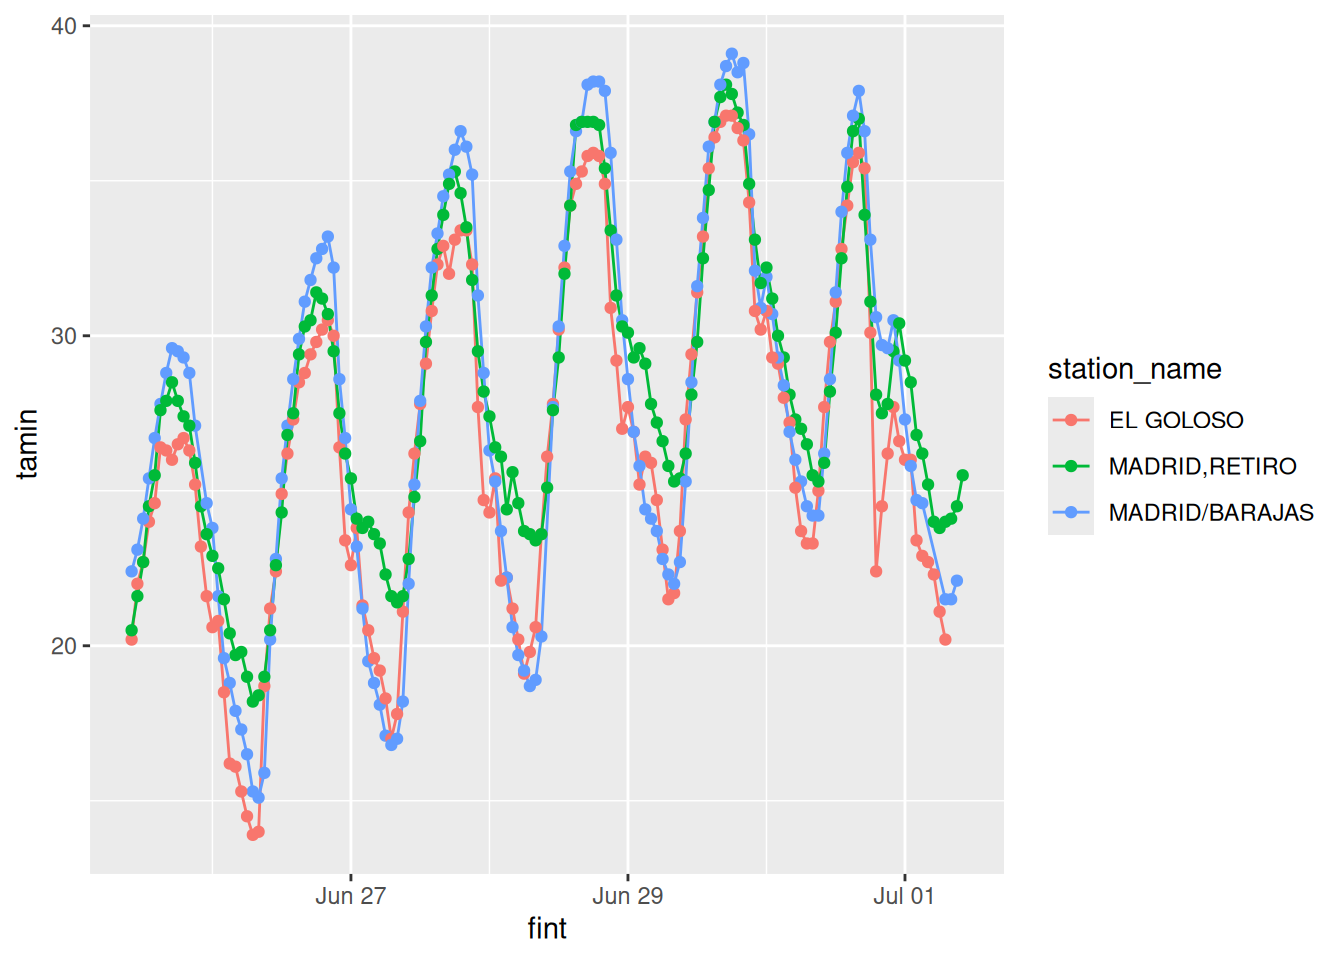 40
30
20
tamin
Jun 27
Jun 29
Jul 01
fint
station_name
EL GOLOSO
MADRID,RETIRO
MADRID/BARAJAS